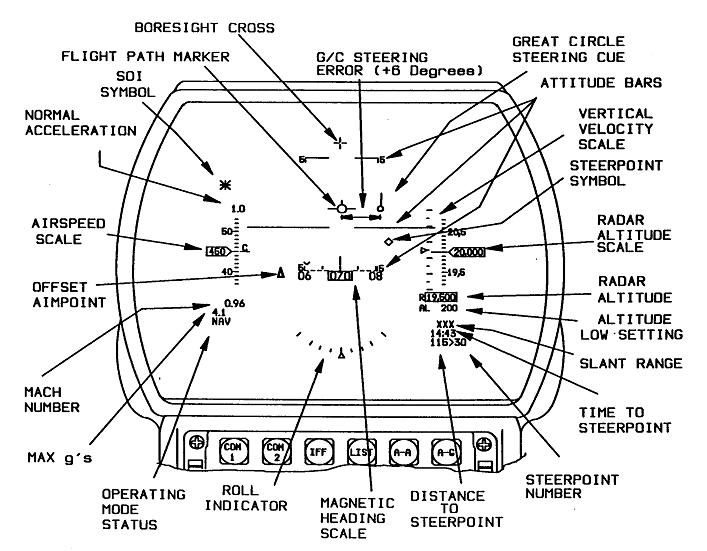 BORESIGHT CROSS
FLIGHT PATH MARKER
SOI
SYMBOL
NORMAL
ACCELERATION
G/C STEERING
ERROR (+6 Degrees)
GREAT CIRCLE
STEERING CUE
ATTITUDE BARS
VERTICAL
VELOCITY
SCALE
STEERPOINT
SYMBOL
AIRSPEED
SCALE
RADAR
ALTITUDE
SCALE
OFFSET
AIMPOINT
RADAR
ALTITUDE
ALTITUDE
LOW SETTING
SLANT RANGE
MACH
NUMBER
TIME TO
STEERPOINT
MAX g's
OPERATING
MODE
STATUS
ROLL
INDICATOR
MAGNETIC
HEADING
SCALE
DISTANCE
TO
STEERPOINT
STEERPOINT
NUMBER
1.0
50
450 C
40
0.96
4.1
NAV
06 070 08
20,5
20,000
19,5
R 19,500
AL 200
XXX
14:43
115>30
COM
1
COM
2
IFF
LIST
A-A
A-G